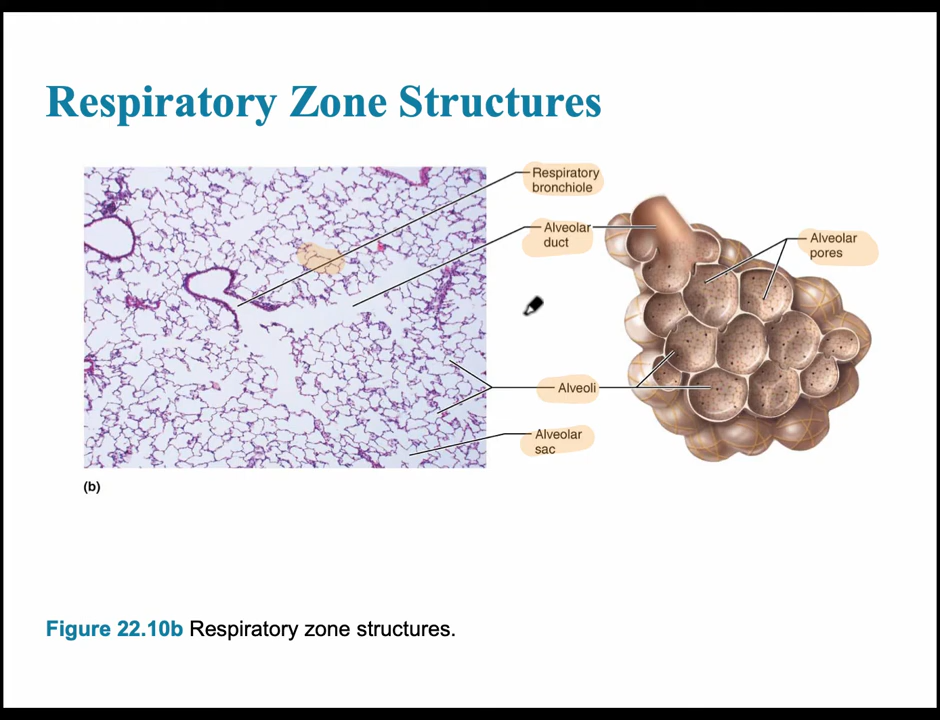 Respiratory Zone Structures
Respiratory
bronchiole
Alveolar
duct
Alveolar
pores
Alveoli
Alveolar
sac
(b)
Figure 22.10b Respiratory zone structures.